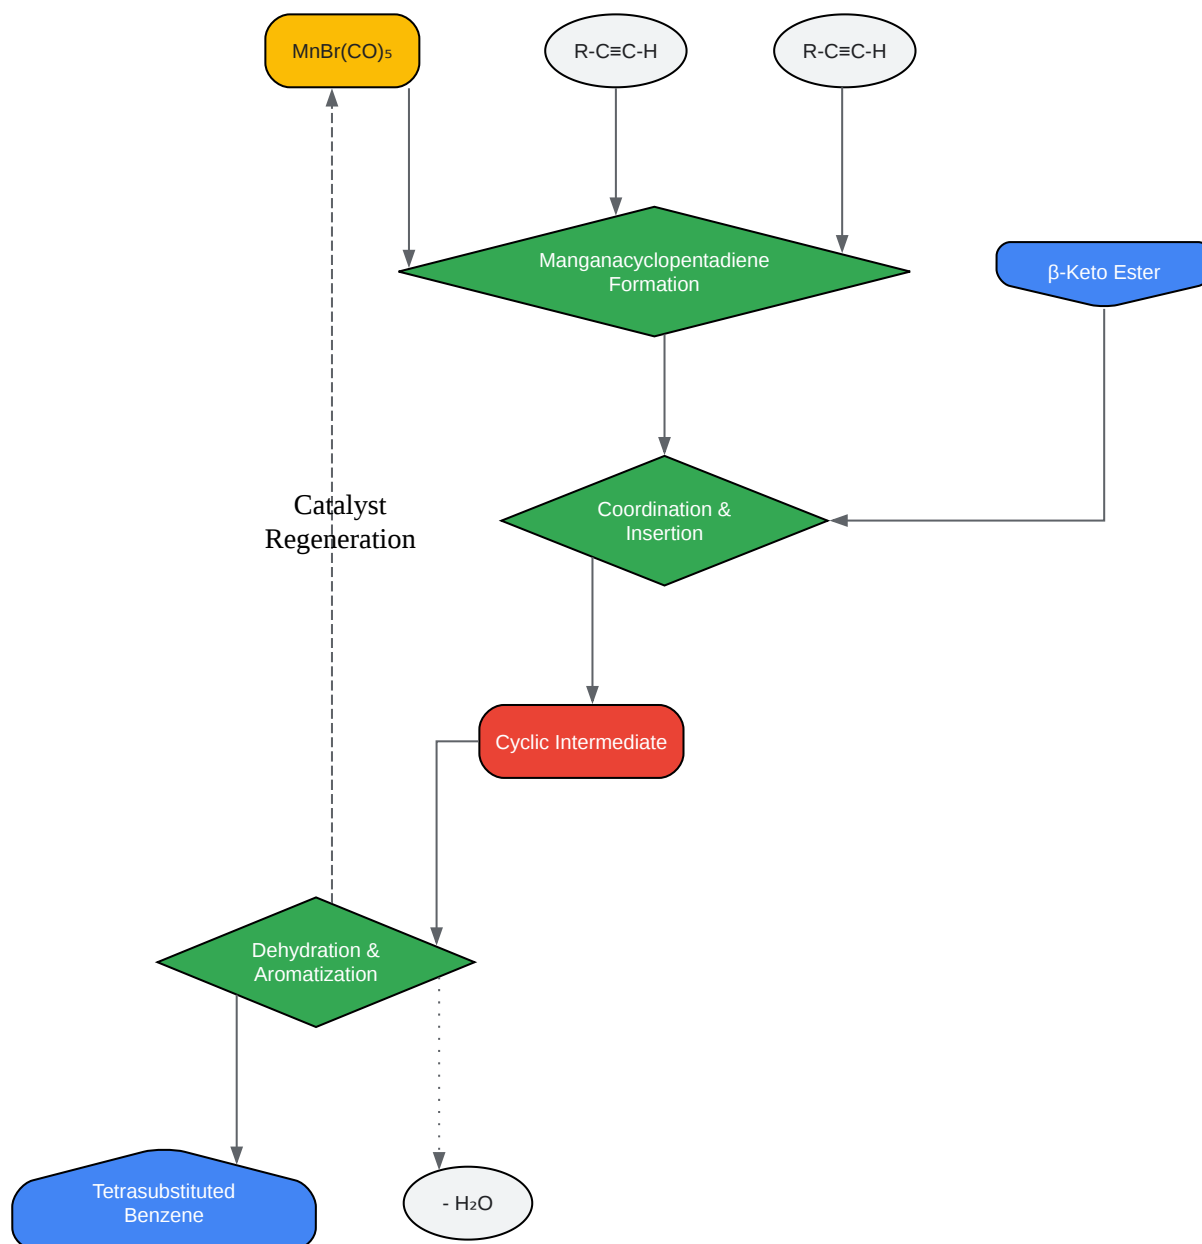 MnBr(CO)₅
R-C≡C-H
R-C≡C-H
Manganacyclopentadiene
Formation
β-Keto Ester
Catalyst
Regeneration
Coordination &
Insertion
Cyclic Intermediate
Dehydration &
Aromatization
Tetrasubstituted
Benzene
- H₂O